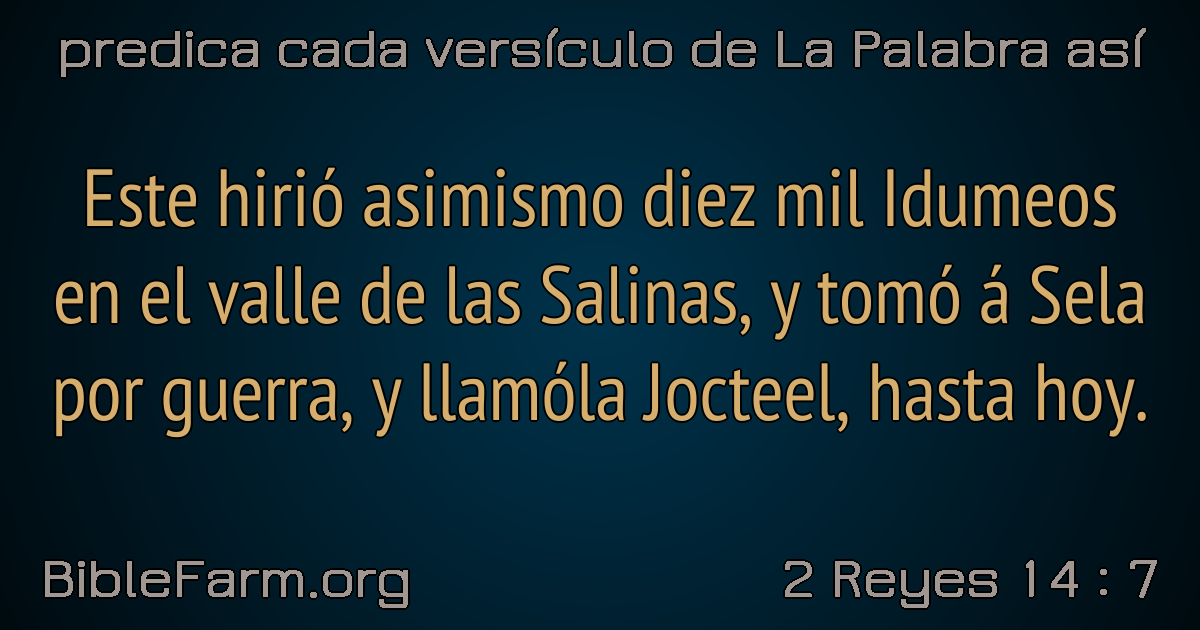 predica cada versículo de La Palabra así
Este hirió asimismo diez mil Idumeos
en el valle de las Salinas, y tomó á Sela
por guerra, y llamóla Jocteel, hasta hoy.
BibleFarm.org
2 Reyes 14 : 7